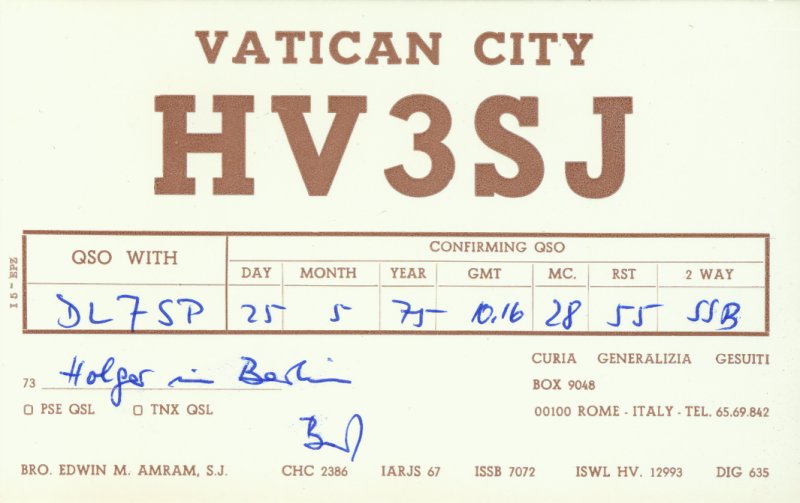 VATICAN CITY
HV3SJ
QSO WITH
CONFIRMING QSO
DAY MONTH YEAR GMT MC. RST 2 WAY
I5-EPZ
DL7SP 25 5 75 10.16 28 55 SSB
73 Holger in Berlin
PSE QSL TNX QSL
CURIA GENERALIZIA GESUITI
BOX 9048
00100 ROME - ITALY - TEL. 65.69.842
BRO. EDWIN M. AMRAM, S.J. CHC 2386 IARJS 67 ISSB 7072 ISWL HV. 12993 DIG 635